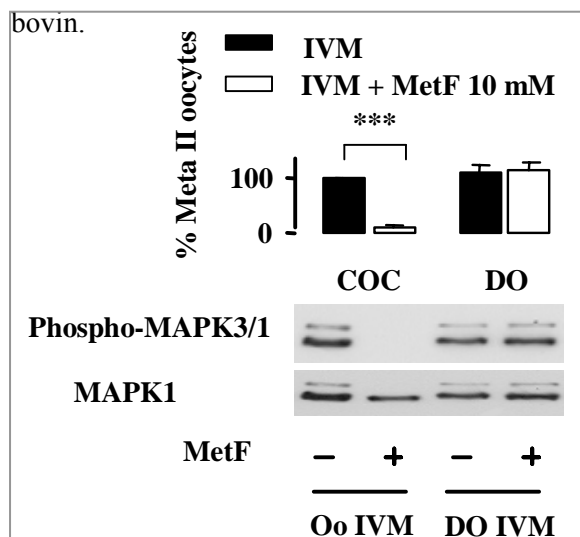 bovin.
IVM
IVM + MetF 10 mM
***
% Meta II oocytes
100
0
COC DO
Phospho-MAPK3/1
MAPK1
MetF − + − +
Oo IVM DO IVM